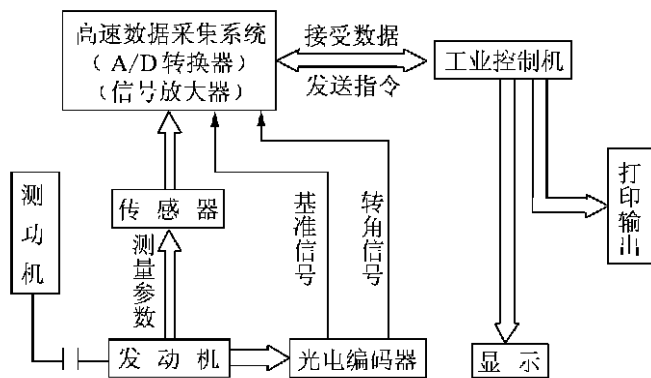 高速数据采集系统
（A/D转换器）
（信号放大器）
接受数据
发送指令
工业控制机
打印输出
测功机
传感器
测量参数
基准信号
转角信号
发动机
光电编码器
显示